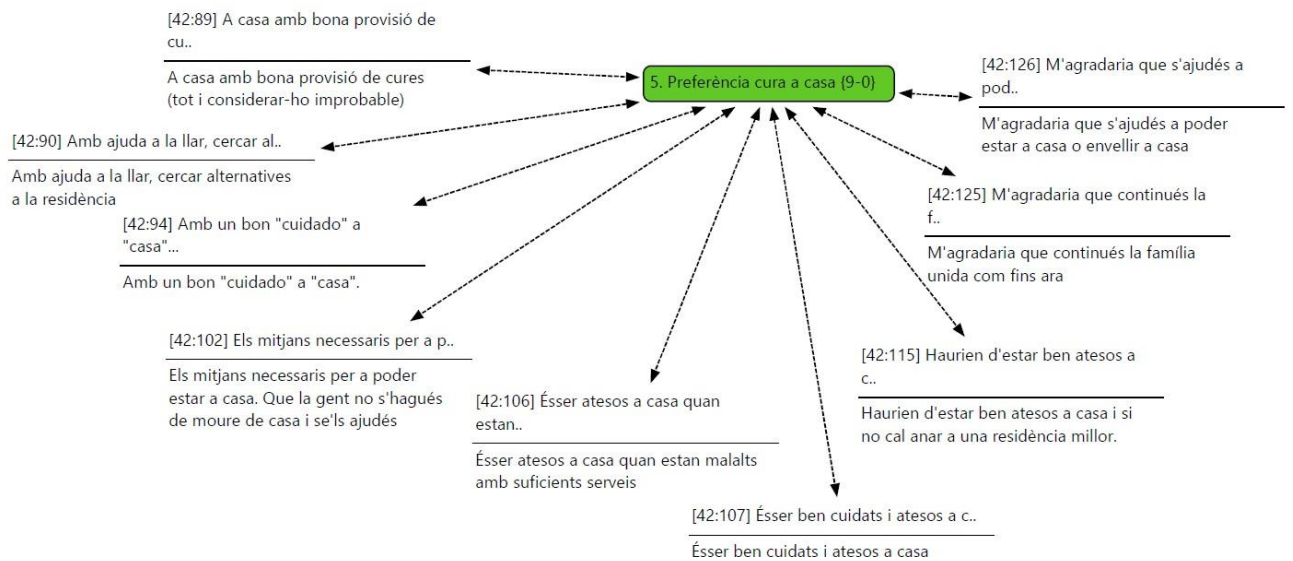 [42:89] A casa amb bona provisió de
cu..
A casa amb bona provisió de cures
(tot i considerar-ho improbable)
5. Preferència cura a casa {9-0}
[42:126] M'agradaria que s'ajudés a
pod..
M'agradaria que s'ajudés a poder
estar a casa o envellir a casa
[42:90] Amb ajuda a la llar, cercar al..
Amb ajuda a la llar, cercar alternatives
a la residència
[42:125] M'agradaria que continués la
f..
M'agradaria que continués la família
unida com fins ara
[42:94] Amb un bon "cuidado" a
"casa"...
Amb un bon "cuidado" a "casa".
[42:102] Els mitjans necessaris per a p..
Els mitjans necessaris per a poder
estar a casa. Que la gent no s'hagués
de moure de casa i se'ls ajudés
[42:115] Haurien d'estar ben atesos a
c..
Haurien d'estar ben atesos a casa i si
no cal anar a una residència millor.
[42:106] Ésser atesos a casa quan
estan..
Ésser atesos a casa quan estan malalts
amb suficients serveis
[42:107] Ésser ben cuidats i atesos a c..
Ésser ben cuidats i atesos a casa